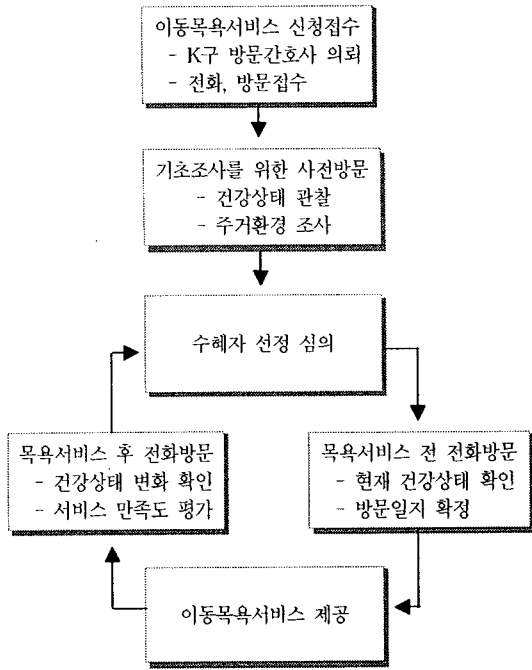 이동목욕서비스 신청접수
- K구 방문간호사 의뢰
- 전화, 방문접수
기초조사를 위한 사전방문
- 건강상태 관찰
- 주거환경 조사
수혜자 선정 심의
목욕서비스 후 전화방문
- 건강상태 변화 확인
- 서비스 만족도 평가
목욕서비스 전 전화방문
- 현재 건강상태 확인
- 방문일지 확정
이동목욕서비스 제공